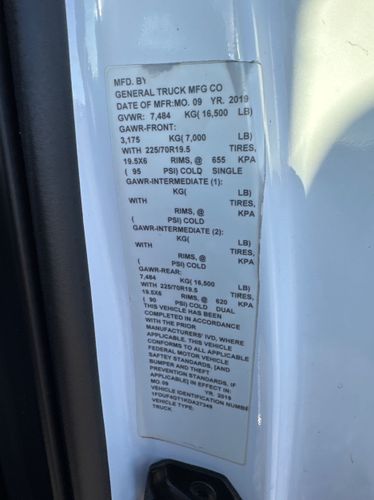 MFD. BY
GENERAL TRUCK MFG CO
DATE OF MFR:MO. 09 YR. 2019
GVWR: 7,484 KG( 16,500 LB)
GAWR-FRONT:
3,175 KG( 7,000 LB)
WITH 225/70R19.5 TIRES,
19.5X6 RIMS, @ 655 KPA
( 95 PSI) COLD SINGLE
GAWR-INTERMEDIATE (1):
KG( LB)
WITH TIRES,
RIMS, @ KPA
( PSI) COLD
GAWR-INTERMEDIATE (2):
KG( LB)
WITH TIRES,
RIMS, @ KPA
( PSI) COLD
GAWR-REAR:
7,484 KG( 16,500 LB)
WITH 225/70R19.5 TIRES,
19.5X6 RIMS, @ 620 KPA
( 90 PSI) COLD DUAL
THIS VEHICLE HAS BEEN
COMPLETED IN ACCORDANCE
WITH THE PRIOR
MANUFACTURERS' IVD, WHERE
APPLICABLE. THIS VEHICLE
CONFORMS TO ALL APPLICABLE
FEDERAL MOTOR VEHICLE
SAFTEY STANDARDS, [AND
BUMPER AND THEFT
PREVENTION STANDARDS, IF
APPLICABLE] IN EFFECT IN:
MO. 09 YR. 2019
VEHICLE IDENTIFICATION NUMBE
1FDUF4GT1KDA27349
VEHICLE TYPE:
TRUCK